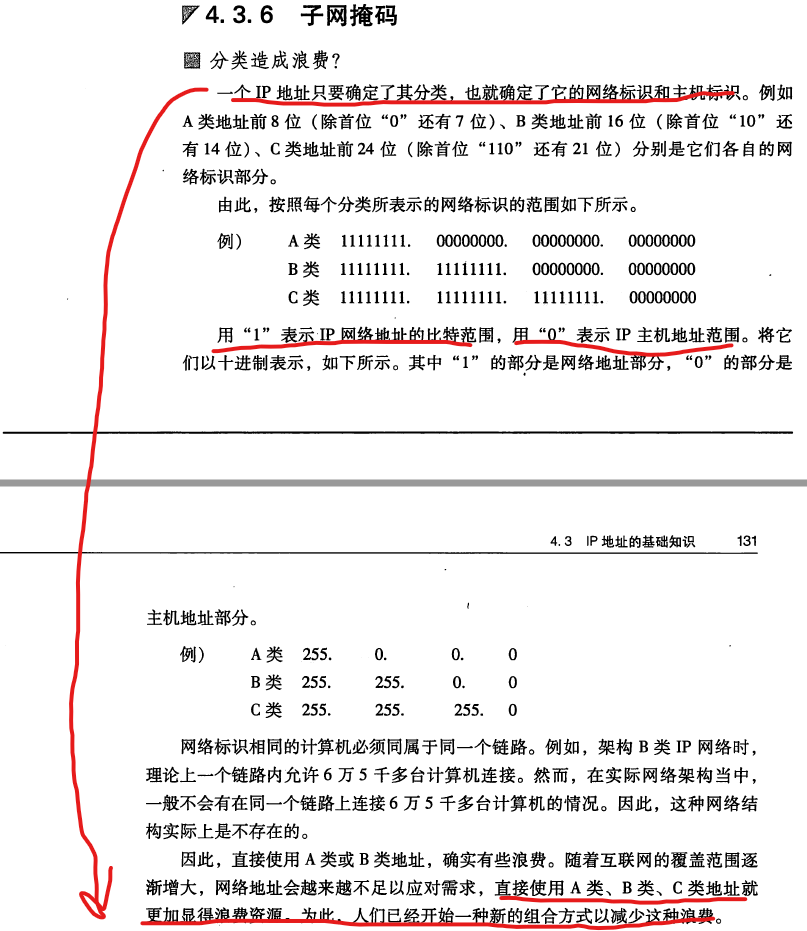 4.3.6 子网掩码
分类造成浪费？
一个 IP 地址只要确定了其分类，也就确定了它的网络标识和主机标识。例如
A 类地址前 8 位（除首位“0”还有 7 位）、B 类地址前 16 位（除首位“10”还
有 14 位）、C 类地址前 24 位（除首位“110”还有 21 位）分别是它们各自的网
络标识部分。
由此，按照每个分类所表示的网络标识的范围如下所示。
例） A 类 11111111. 00000000. 00000000. 00000000
B 类 11111111. 11111111. 00000000. 00000000
C 类 11111111. 11111111. 11111111. 00000000
用“1”表示 IP 网络地址的比特范围，用“0”表示 IP 主机地址范围。将它
们以十进制表示，如下所示。其中“1”的部分是网络地址部分，“0”的部分是
4.3 IP 地址的基础知识 131
主机地址部分。
例） A 类 255. 0. 0. 0
B 类 255. 255. 0. 0
C 类 255. 255. 255. 0
网络标识相同的计算机必须同属于同一个链路。例如，架构 B 类 IP 网络时，
理论上一个链路内允许 6 万 5 千多台计算机连接。然而，在实际网络架构当中，
一般不会有在同一个链路上连接 6 万 5 千多台计算机的情况。因此，这种网络结
构实际上是不存在的。
因此，直接使用 A 类或 B 类地址，确实有些浪费。随着互联网的覆盖范围逐
渐增大，网络地址会越来越不足以应对需求，直接使用 A 类、B 类、C 类地址就
更加显得浪费资源。为此，人们已经开始一种新的组合方式以减少这种浪费。